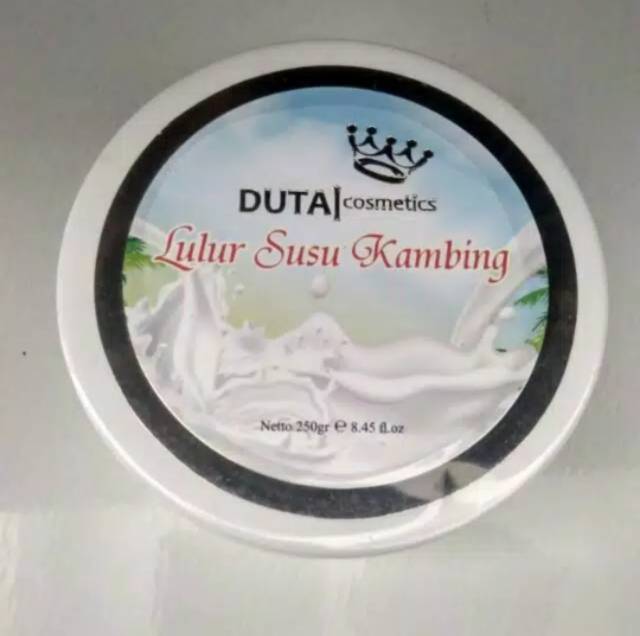 DUTA|cosmetics
Lulur Susu Kambing
Netto 250gr ℮ 8.45 fl.oz